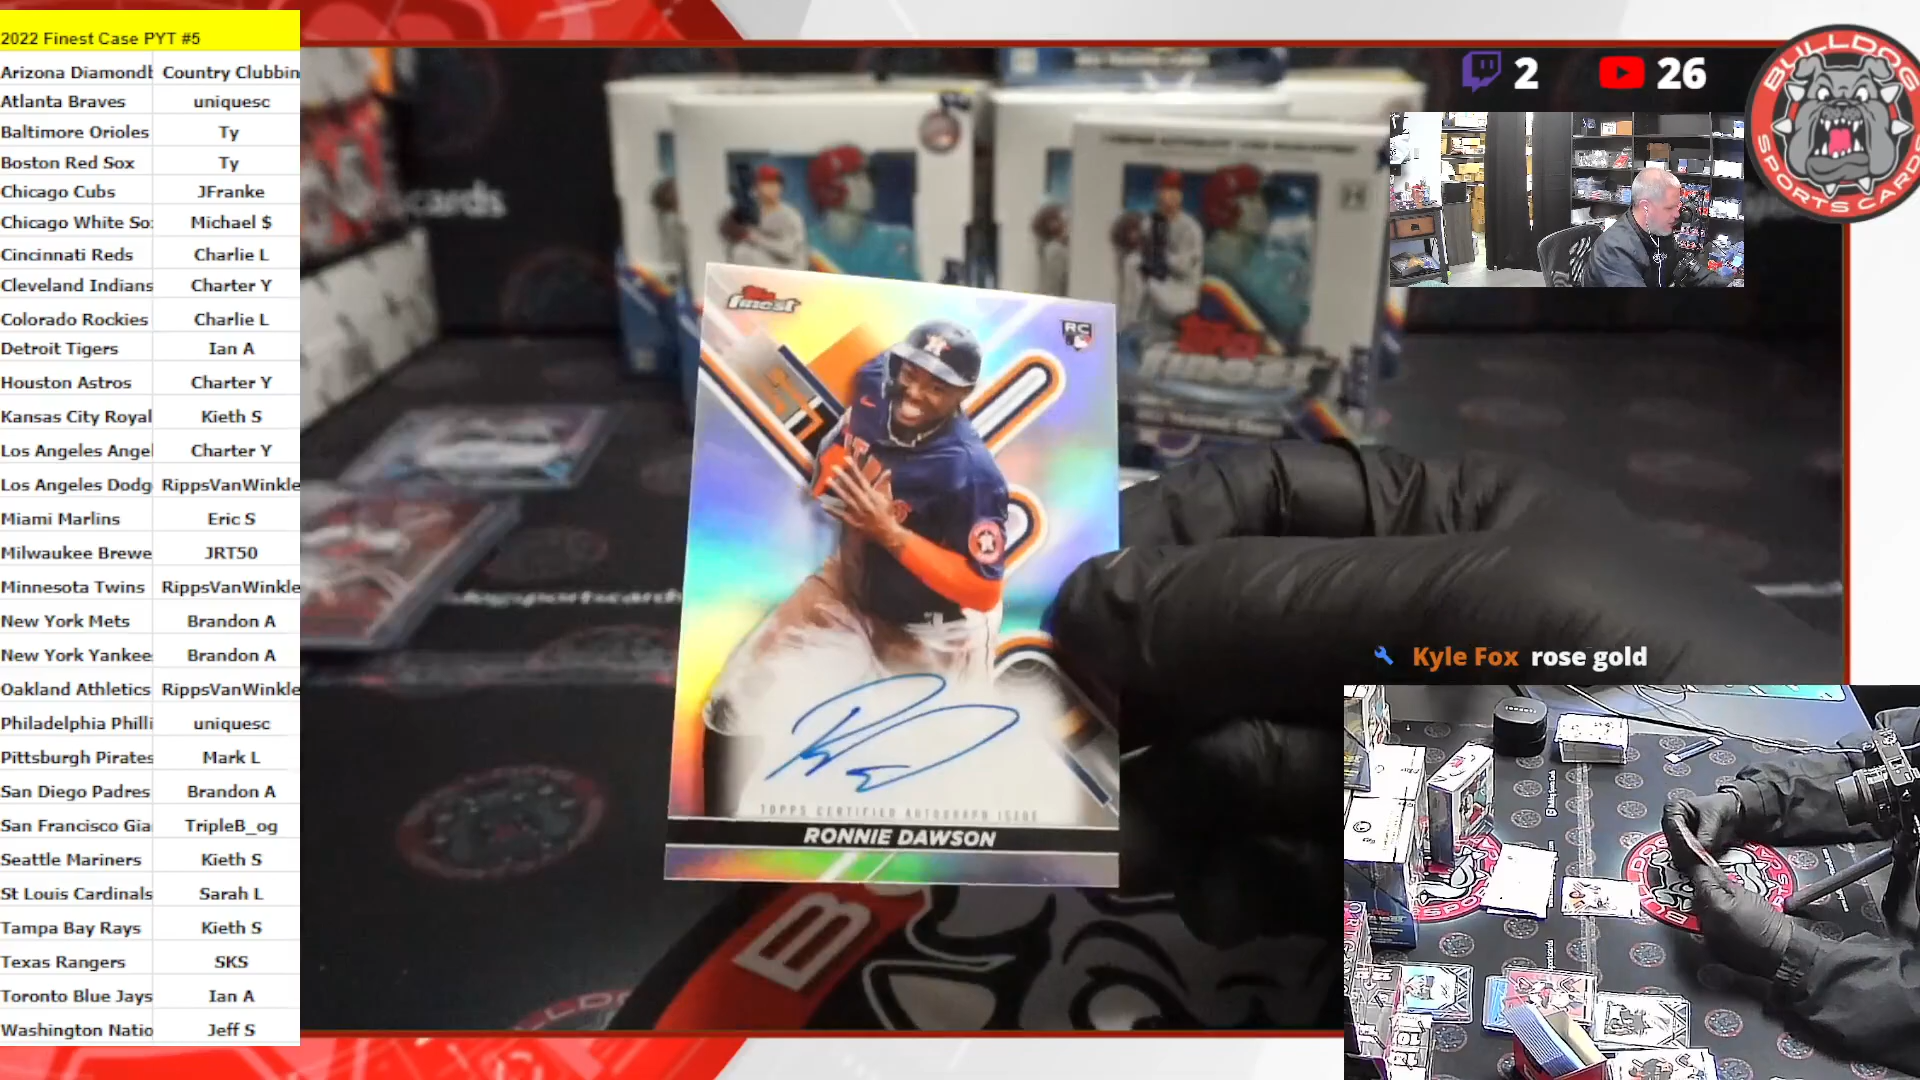 2022 Finest Case PYT #5
Arizona Diamondb Country Clubbin
Atlanta Braves uniquesc
Baltimore Orioles Ty
Boston Red Sox Ty
Chicago Cubs JFranke
Chicago White So Michael $
Cincinnati Reds Charlie L
Cleveland Indians Charter Y
Colorado Rockies Charlie L
Detroit Tigers Ian A
Houston Astros Charter Y
Kansas City Royal Kieth S
Los Angeles Angel Charter Y
Los Angeles Dodg RippsVanWinkle
Miami Marlins Eric S
Milwaukee Brewe JRT50
Minnesota Twins RippsVanWinkle
New York Mets Brandon A
New York Yankee Brandon A
Oakland Athletics RippsVanWinkle
Philadelphia Philli uniquesc
Pittsburgh Pirates Mark L
San Diego Padres Brandon A
San Francisco Gia TripleB_og
Seattle Mariners Kieth S
St Louis Cardinals Sarah L
Tampa Bay Rays Kieth S
Texas Rangers SKS
Toronto Blue Jays Ian A
Washington Natio Jeff S
2 26
BULLDOG
SPORTS CARDS
cards
Topps
finest
RC
TOPPS CERTIFIED AUTOGRAPH ISSUE
RONNIE DAWSON
Kyle Fox rose gold
B